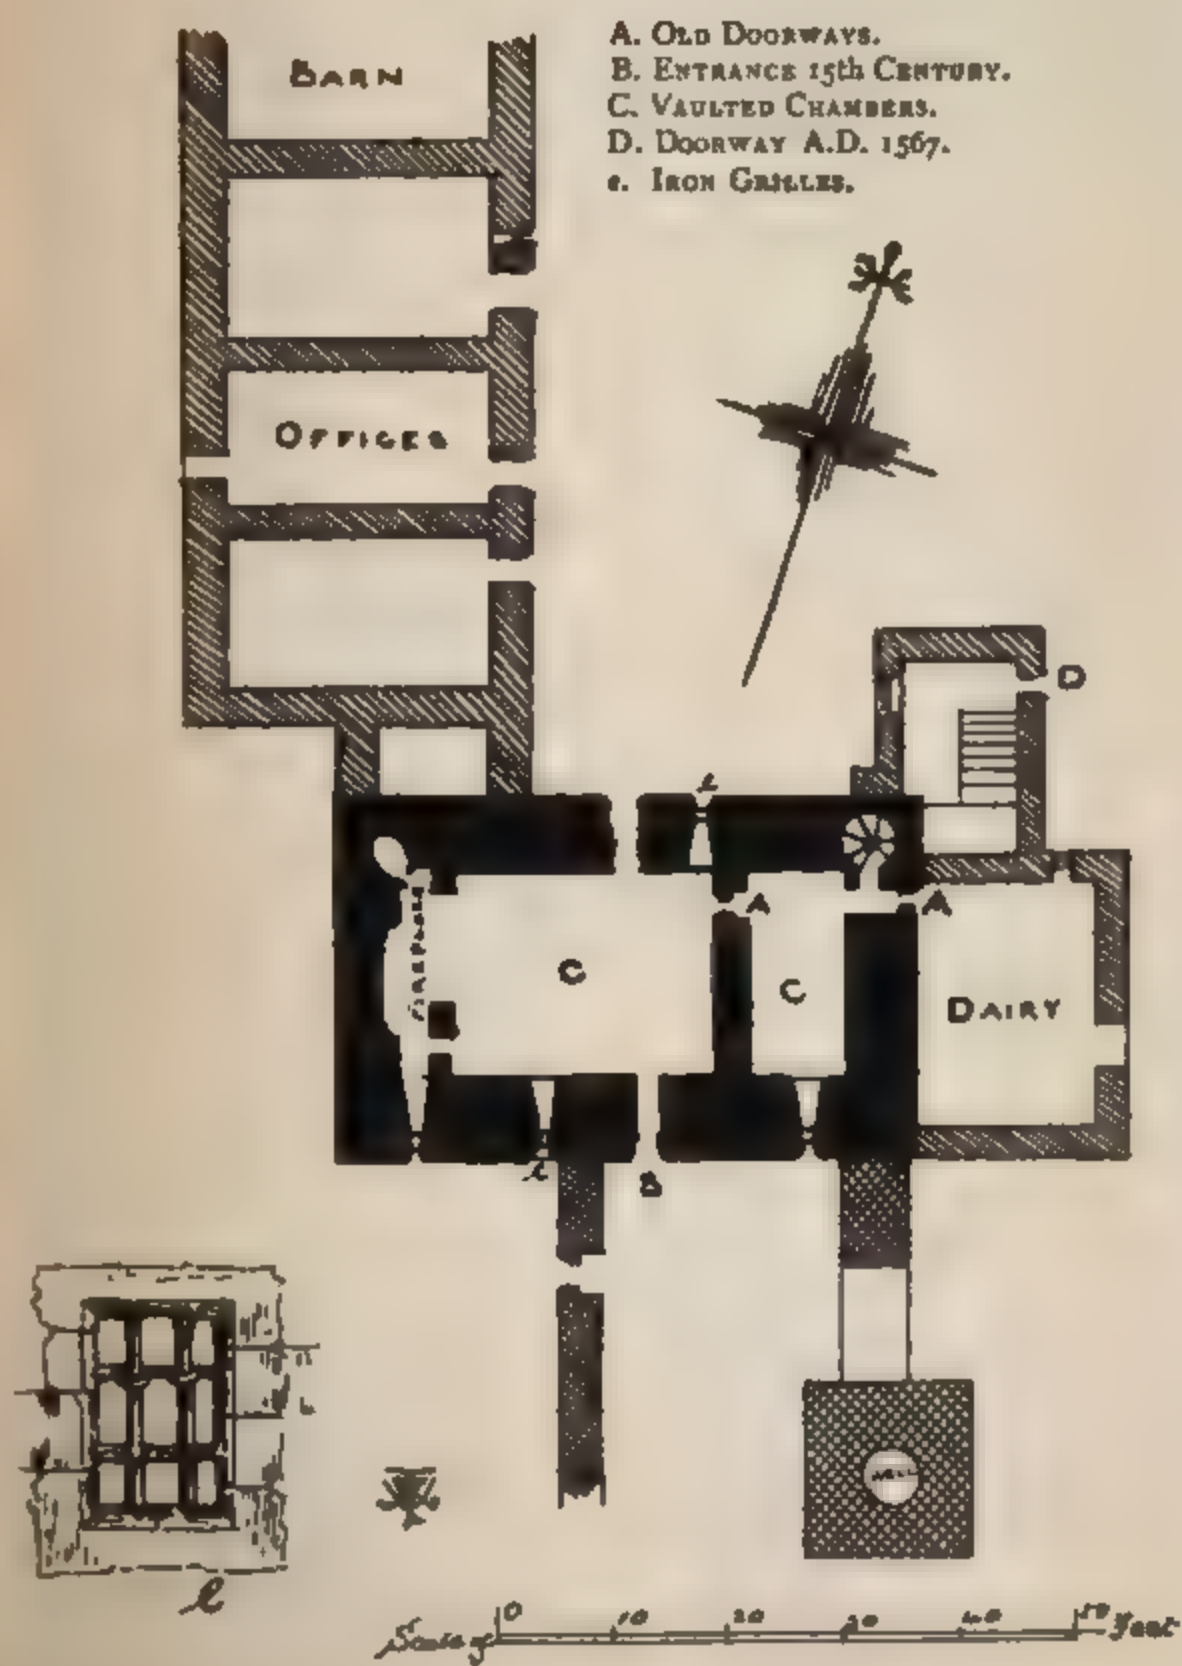 A. OLD DOORWAYS.
B. ENTRANCE 15th CENTURY.
C. VAULTED CHAMBERS.
D. DOORWAY A.D. 1567.
e. IRON GRILLES.
BARN
OFFICES
D
e
A
A
FIREPLACE
C
C
DAIRY
e
B
WELL
e
Scale of 0 10 20 30 40 50 Feet